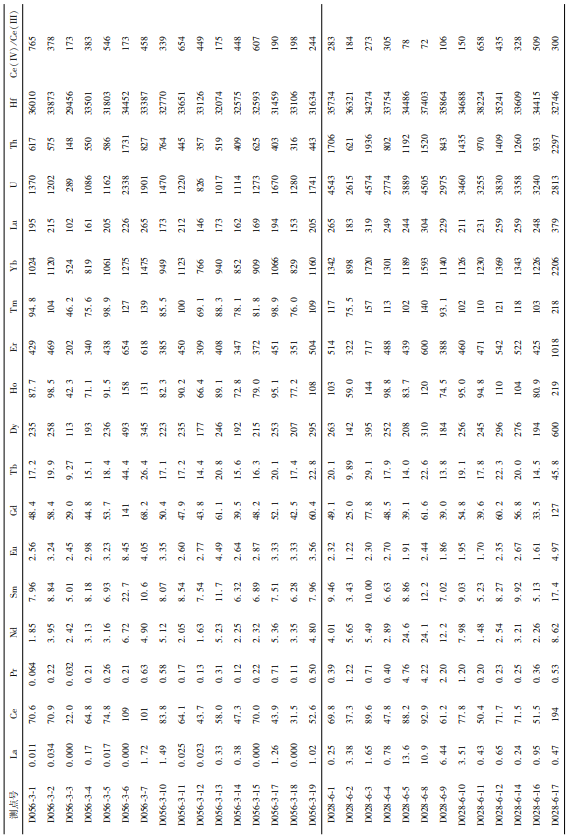 测点号 La Ce Pr Nd Sm Eu Gd Tb Dy Ho Er Tm Yb Lu U Th Hf Ce(IV)/Ce(III)
D056-3-1 0.011 70.6 0.064 1.85 7.96 2.56 48.4 17.2 235 87.7 429 94.8 1024 195 1370 617 36010 765
D056-3-2 0.034 70.9 0.22 3.95 8.84 3.24 58.4 19.9 258 98.5 469 104 1120 215 1202 575 33873 378
D056-3-3 0.000 22.0 0.032 2.42 5.01 2.45 29.0 9.27 113 42.3 202 46.2 524 102 289 148 29456 173
D056-3-4 0.17 64.8 0.21 3.13 8.18 2.98 44.8 15.1 193 71.1 340 75.6 819 161 1086 550 33501 383
D056-3-5 0.017 74.8 0.26 3.16 6.93 3.23 53.7 18.4 236 91.5 438 98.9 1061 205 1162 586 31803 546
D056-3-6 0.000 109 0.21 6.72 22.7 8.45 141 44.4 493 158 654 127 1275 226 2338 1731 34452 173
D056-3-7 1.72 101 0.63 4.90 10.6 4.05 68.2 26.4 345 131 618 139 1475 265 1901 827 33387 458
D056-3-10 1.49 83.8 0.58 5.12 8.07 3.35 50.4 17.1 223 82.3 385 85.5 949 173 1470 764 32770 339
D056-3-11 0.025 64.1 0.17 2.05 8.54 2.60 47.9 17.2 235 90.2 450 100 1123 212 1220 445 33651 654
D056-3-12 0.023 43.7 0.13 1.63 7.54 2.77 43.8 14.4 177 66.4 309 69.1 766 146 826 357 33126 449
D056-3-13 0.33 58.0 0.31 5.23 11.7 4.49 61.1 20.8 246 89.1 408 88.3 940 173 1017 519 32074 175
D056-3-14 0.38 47.3 0.12 2.25 6.32 2.64 39.5 15.6 192 72.8 347 78.1 852 162 1114 409 32575 448
D056-3-15 0.000 70.0 0.22 2.32 6.89 2.87 48.2 16.3 215 79.0 372 81.8 909 169 1273 625 32593 607
D056-3-17 1.26 43.9 0.71 5.36 7.51 3.33 52.1 20.1 253 95.1 451 98.9 1066 194 1670 403 31459 190
D056-3-18 0.000 31.5 0.11 3.35 6.28 3.33 42.5 17.4 207 77.2 351 76.0 829 153 1280 316 33106 198
D056-3-19 1.02 52.6 0.50 4.80 7.96 3.56 60.4 22.8 295 108 504 109 1160 205 1741 443 31634 244
D028-6-1 0.25 69.8 0.39 4.01 9.46 2.32 49.1 20.1 263 103 514 117 1342 265 4543 1706 35734 283
D028-6-2 3.38 37.3 1.22 5.65 3.43 1.22 25.0 9.89 142 59.0 322 75.5 898 183 2615 621 36321 184
D028-6-3 1.65 89.6 0.71 5.49 10.00 2.30 77.8 29.1 395 144 717 157 1720 319 4574 1936 34274 273
D028-6-4 0.78 47.8 0.40 2.89 6.63 2.70 48.5 17.9 252 98.8 488 113 1301 249 2774 802 33754 305
D028-6-5 13.6 88.2 4.76 24.6 8.86 1.91 39.1 14.0 208 83.7 439 102 1189 244 3889 1192 34486 78
D028-6-8 10.9 92.9 4.22 24.1 12.2 2.44 61.6 22.6 310 120 600 140 1593 304 4505 1520 37403 72
D028-6-9 6.44 61.2 2.20 12.2 7.02 1.86 39.0 13.8 184 74.5 388 93.1 1140 229 2975 843 35864 106
D028-6-10 3.51 77.8 1.20 7.98 9.03 1.95 54.8 19.1 256 95.0 460 102 1126 211 3460 1435 34688 150
D028-6-11 0.43 50.4 0.20 1.48 5.23 1.70 39.6 17.8 245 94.8 471 110 1230 231 3255 970 38224 658
D028-6-12 0.65 71.7 0.23 2.54 8.27 2.35 60.2 22.3 296 110 542 121 1369 259 3830 1409 35241 435
D028-6-14 0.24 71.5 0.25 3.21 9.92 2.67 56.8 20.0 276 104 522 118 1343 259 3358 1260 33609 328
D028-6-16 0.95 51.5 0.36 2.26 5.13 1.61 33.5 14.5 194 80.9 425 103 1226 248 3240 933 34415 509
D028-6-17 0.47 194 0.53 8.62 17.4 4.97 127 45.8 600 219 1018 218 2206 379 2813 2297 32746 300